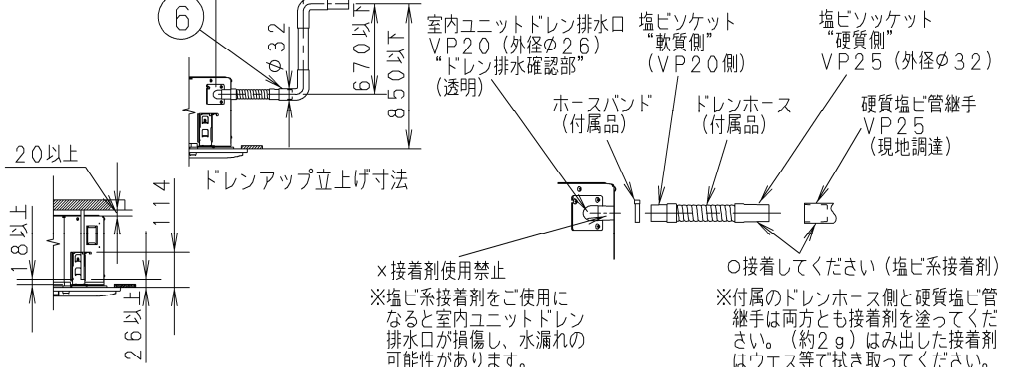 6
φ32
670以下
850以下
ドレンアップ立上げ寸法
20以上
114
18以上
26以上
室内ユニットドレン排水口
VP20(外径φ26)
“ドレン排水確認部”
(透明)
塩ビソケット
“軟質側”
(VP20側)
塩ビソッケット
“硬質側”
VP25(外径φ32)
ホースバンド
(付属品)
ドレンホース
(付属品)
硬質塩ビ管継手
VP25
(現地調達)
×接着剤使用禁止
※塩ビ系接着剤をご使用に
なると室内ユニットドレン
排水口が損傷し、水漏れの
可能性があります。
○接着してください(塩ビ系接着剤)
※付属のドレンホース側と硬質塩ビ管
継手は両方とも接着剤を塗ってくだ
さい。(約2g)はみ出した接着剤
はウエス等で拭き取ってください。